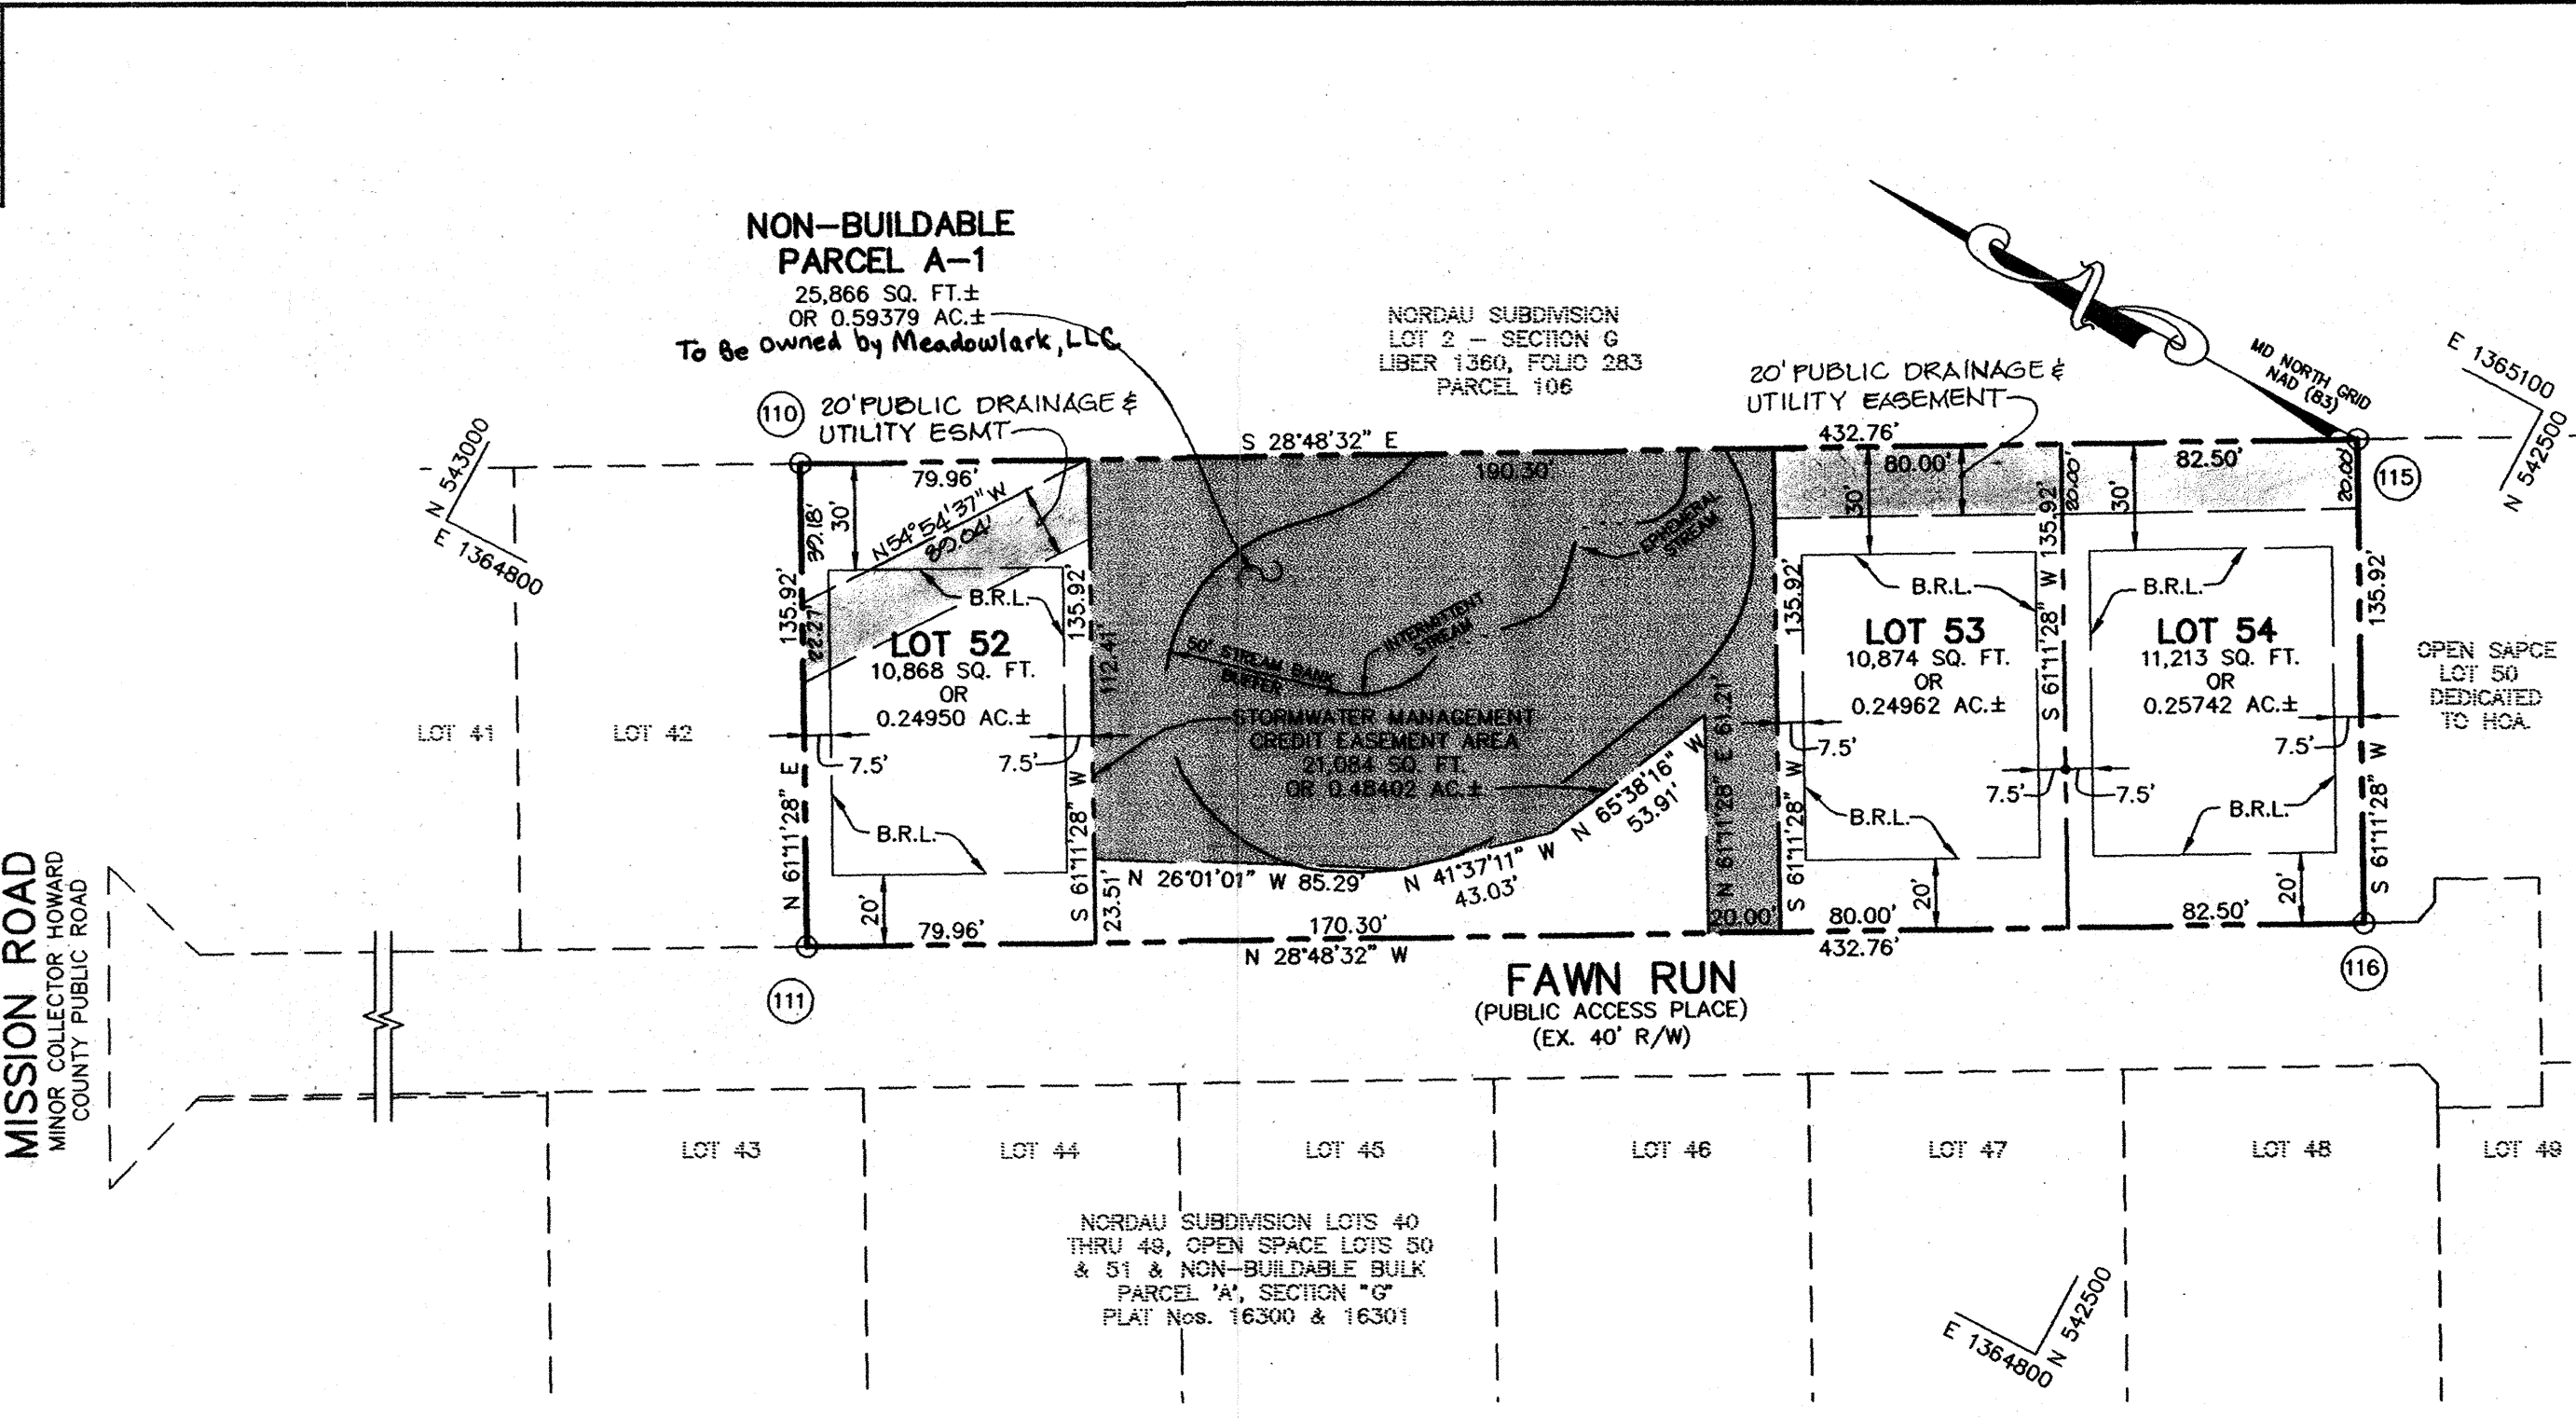 NON-BUILDABLE
PARCEL A-1
25,866 SQ. FT.±
OR 0.59379 AC.±
To Be Owned by Meadowlark, LLC
NORDAU SUBDIVISION
LOT 2 - SECTION G
LIBER 1360, FOLIO 283
PARCEL 106
20' PUBLIC DRAINAGE &
UTILITY EASEMENT
MD NORTH GRID
NAD (83)
E 1365100
N 542500
110
20' PUBLIC DRAINAGE &
UTILITY ESMT
S 28°48'32" E
432.76'
N 543000
E 1364800
79.96'
190.30'
80.00'
20.00'
82.50'
20.00'
115
39.18'
30'
N54°54'37" W
89.04'
30'
30'
EPHEMERAL
STREAM
135.92'
22.27'
B.R.L.
135.92'
112.41'
INTERMITTENT
STREAM
50' STREAM BANK
BUFFER
135.92'
B.R.L.
S 61°11'28" W 135.92'
B.R.L.
135.92'
LOT 52
10,868 SQ. FT.
OR
0.24950 AC.±
LOT 53
10,874 SQ. FT.
OR
0.24962 AC.±
LOT 54
11,213 SQ. FT.
OR
0.25742 AC.±
OPEN SAPCE
LOT 50
DEDICATED
TO HOA.
LOT 41
LOT 42
STORMWATER MANAGEMENT
CREDIT EASEMENT AREA
21,084 SQ. FT.
OR 0.48402 AC.±
7.5'
7.5'
7.5'
7.5'
7.5'
7.5'
N 61°11'28" E
B.R.L.
S 61°11'28" W
23.51'
N 26°01'01" W 85.29'
N 41°37'11" W
43.03'
N 65°38'16" W
53.91'
N 61°11'28" E 61.21'
S 61°11'28" W
B.R.L.
B.R.L.
S 61°11'28" W
20'
79.96'
170.30'
20.00'
80.00'
20'
82.50'
20'
N 28°48'32" W
432.76'
111
116
FAWN RUN
(PUBLIC ACCESS PLACE)
(EX. 40' R/W)
MISSION ROAD
MINOR COLLECTOR HOWARD
COUNTY PUBLIC ROAD
LOT 43
LOT 44
LOT 45
LOT 46
LOT 47
LOT 48
LOT 49
NORDAU SUBDIVISION LOTS 40
THRU 49, OPEN SPACE LOTS 50
& 51 & NON-BUILDABLE BULK
PARCEL 'A', SECTION "G"
PLAT Nos. 16300 & 16301
E 1364800
N 542500